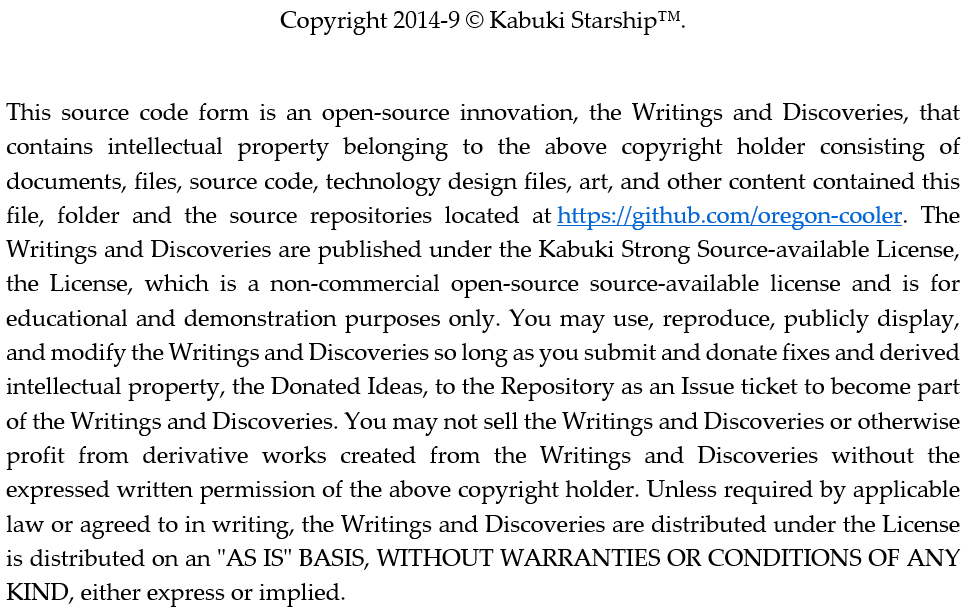 Copyright 2014-9 © Kabuki Starship™.
This source code form is an open-source innovation, the Writings and Discoveries, that
contains intellectual property belonging to the above copyright holder consisting of
documents, files, source code, technology design files, art, and other content contained this
file, folder and the source repositories located at https://github.com/oregon-cooler. The
Writings and Discoveries are published under the Kabuki Strong Source-available License,
the License, which is a non-commercial open-source source-available license and is for
educational and demonstration purposes only. You may use, reproduce, publicly display,
and modify the Writings and Discoveries so long as you submit and donate fixes and derived
intellectual property, the Donated Ideas, to the Repository as an Issue ticket to become part
of the Writings and Discoveries. You may not sell the Writings and Discoveries or otherwise
profit from derivative works created from the Writings and Discoveries without the
expressed written permission of the above copyright holder. Unless required by applicable
law or agreed to in writing, the Writings and Discoveries are distributed under the License
is distributed on an "AS IS" BASIS, WITHOUT WARRANTIES OR CONDITIONS OF ANY
KIND, either express or implied.